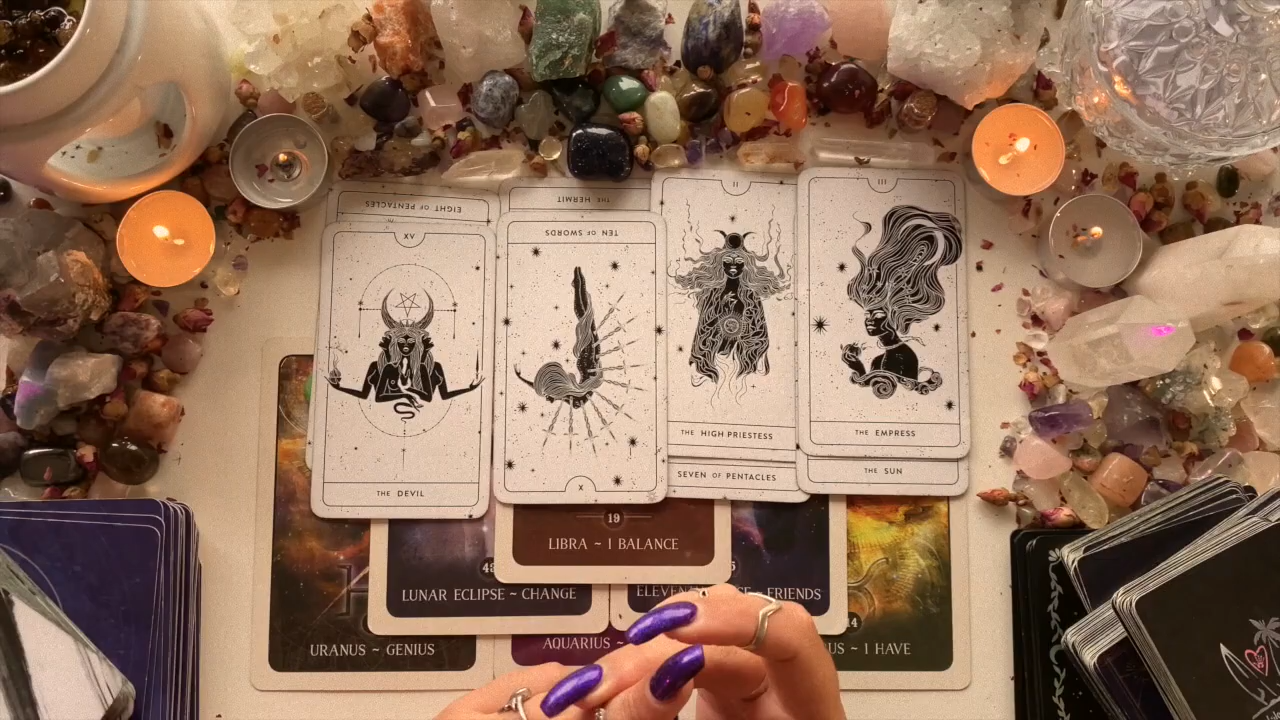 EIGHT OF PENTACLES
THE HERMIT
XV
THE DEVIL
TEN OF SWORDS
X
II
THE HIGH PRIESTESS
SEVEN OF PENTACLES
III
THE EMPRESS
THE SUN
19
LIBRA ~ I BALANCE
LUNAR ECLIPSE ~ CHANGE
~ FRIENDS
URANUS ~ GENIUS
AQUARIUS ~
14
~ I HAVE